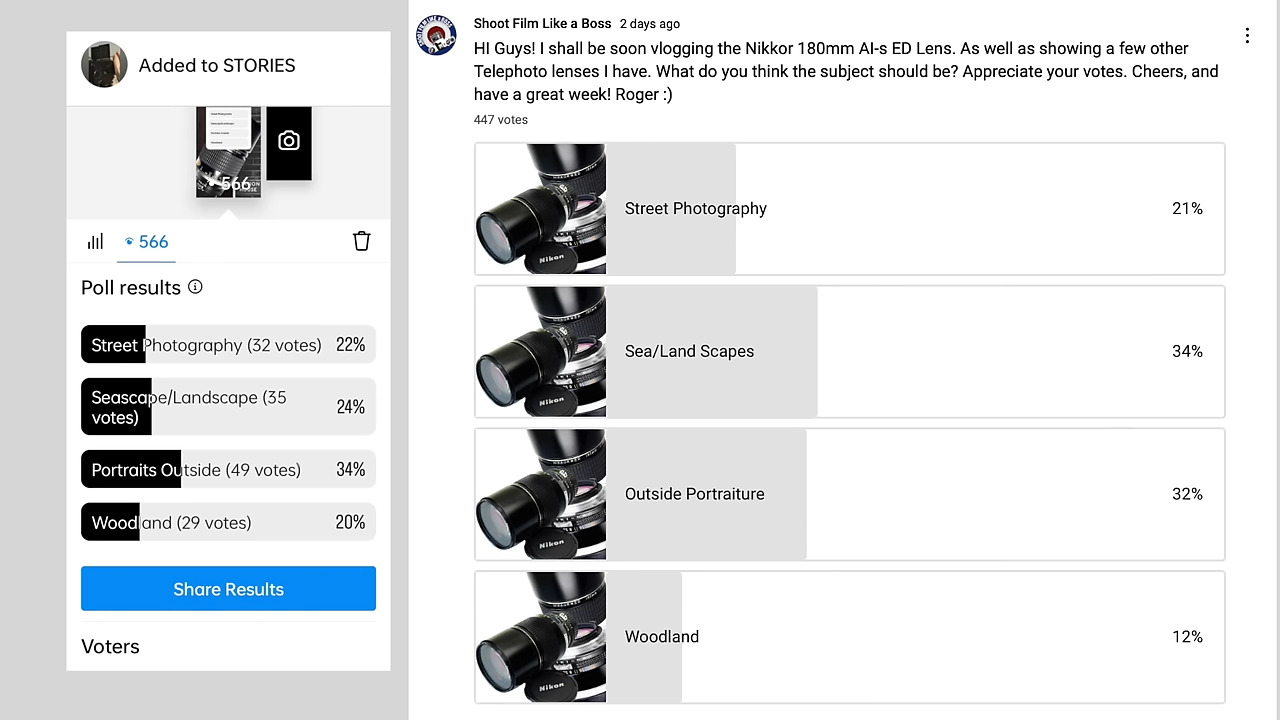 Added to STORIES
566
566
Poll results
Street Photography (32 votes) 22%
Seascape/Landscape (35
votes) 24%
Portraits Outside (49 votes) 34%
Woodland (29 votes) 20%
Share Results
Voters
Shoot Film Like a Boss 2 days ago
HI Guys! I shall be soon vlogging the Nikkor 180mm AI-s ED Lens. As well as showing a few other
Telephoto lenses I have. What do you think the subject should be? Appreciate your votes. Cheers, and
have a great week! Roger :)
447 votes
Nikon
Street Photography 21%
Nikon
Sea/Land Scapes 34%
Nikon
Outside Portraiture 32%
Nikon
Woodland 12%